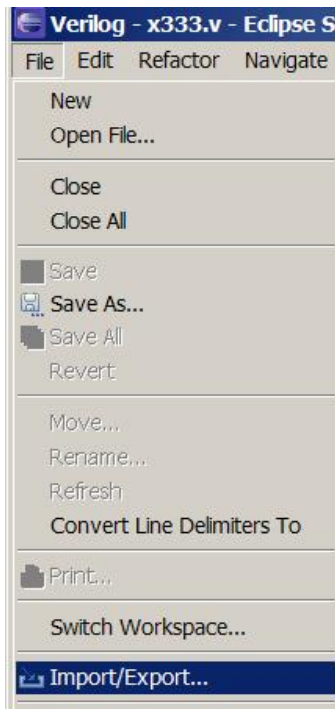 Verilog - x333.v - Eclipse S
File Edit Refactor Navigate
New
Open File...
Close
Close All
Save
Save As...
Save All
Revert
Move...
Rename...
Refresh
Convert Line Delimiters To
Print...
Switch Workspace...
Import/Export...